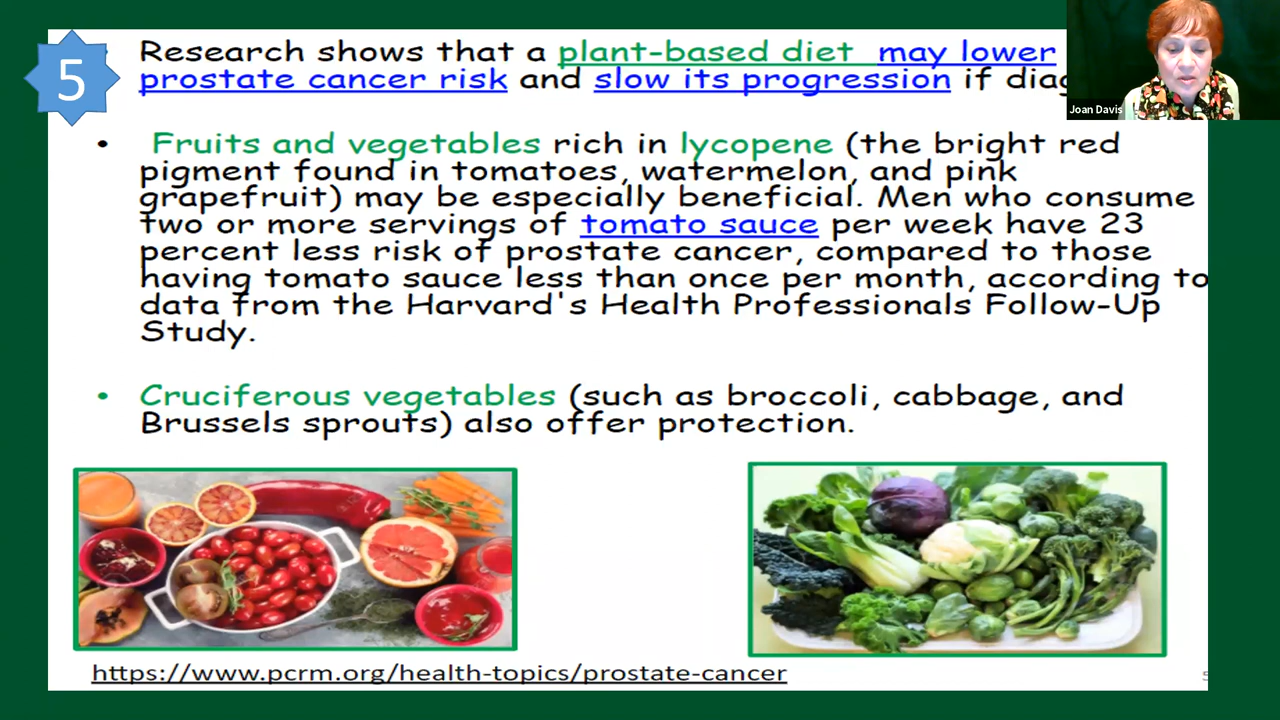 5
• Research shows that a plant-based diet may lower
prostate cancer risk and slow its progression if diag
Joan Davis
• Fruits and vegetables rich in lycopene (the bright red
pigment found in tomatoes, watermelon, and pink
grapefruit) may be especially beneficial. Men who consume
two or more servings of tomato sauce per week have 23
percent less risk of prostate cancer, compared to those
having tomato sauce less than once per month, according to
data from the Harvard's Health Professionals Follow-Up
Study.
• Cruciferous vegetables (such as broccoli, cabbage, and
Brussels sprouts) also offer protection.
https://www.pcrm.org/health-topics/prostate-cancer
5